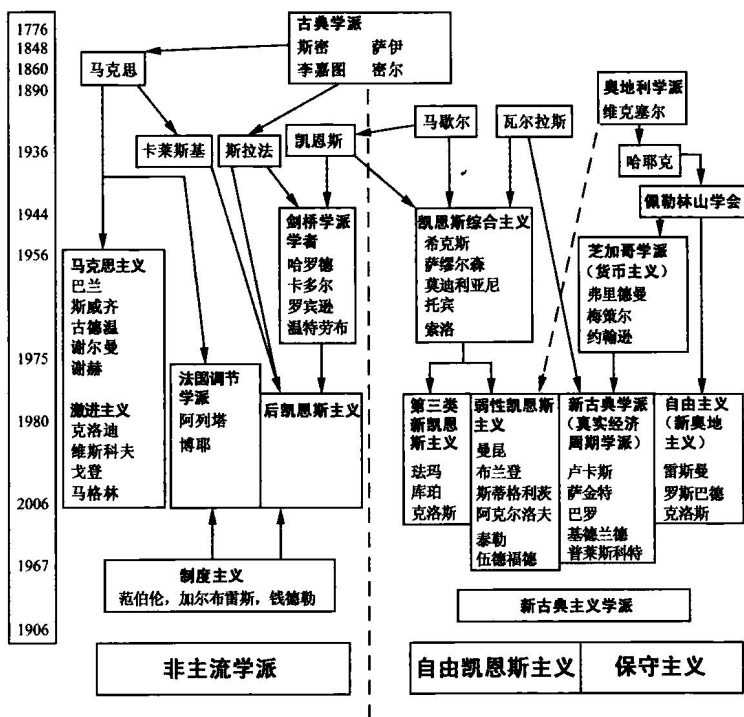 1776
1848
1860
1890
1936
1944
1956
1975
1980
2006
1967
1906
古典学派
斯密 萨伊
李嘉图 密尔
马克思
奥地利学派
维克塞尔
马歇尔
瓦尔拉斯
凯恩斯
卡莱斯基
斯拉法
哈耶克
佩勒林山学会
剑桥学派
学者
哈罗德
卡多尔
罗宾逊
温特劳布
凯恩斯综合主义
希克斯
萨缪尔森
莫迪利亚尼
托宾
索洛
芝加哥学派
（货币主义）
弗里德曼
梅策尔
约翰逊
马克思主义
巴兰
斯威齐
古德温
谢尔曼
谢赫
激进主义
克洛迪
维斯科夫
戈登
马格林
法国调节
学派
阿列塔
博耶
后凯恩斯主义
第三类
新凯恩
斯主义
珐玛
库珀
克洛斯
弱性凯恩斯
主义
曼昆
布兰登
斯蒂格利茨
阿克尔洛夫
泰勒
伍德福德
新古典学派
（真实经济
周期学派）
卢卡斯
萨金特
巴罗
基德兰德
普莱斯科特
自由主义
（新奥地
主义）
雷斯曼
罗斯巴德
克洛斯
制度主义
范伯伦，加尔布雷斯，钱德勒
新古典主义学派
非主流学派
自由凯恩斯主义
保守主义